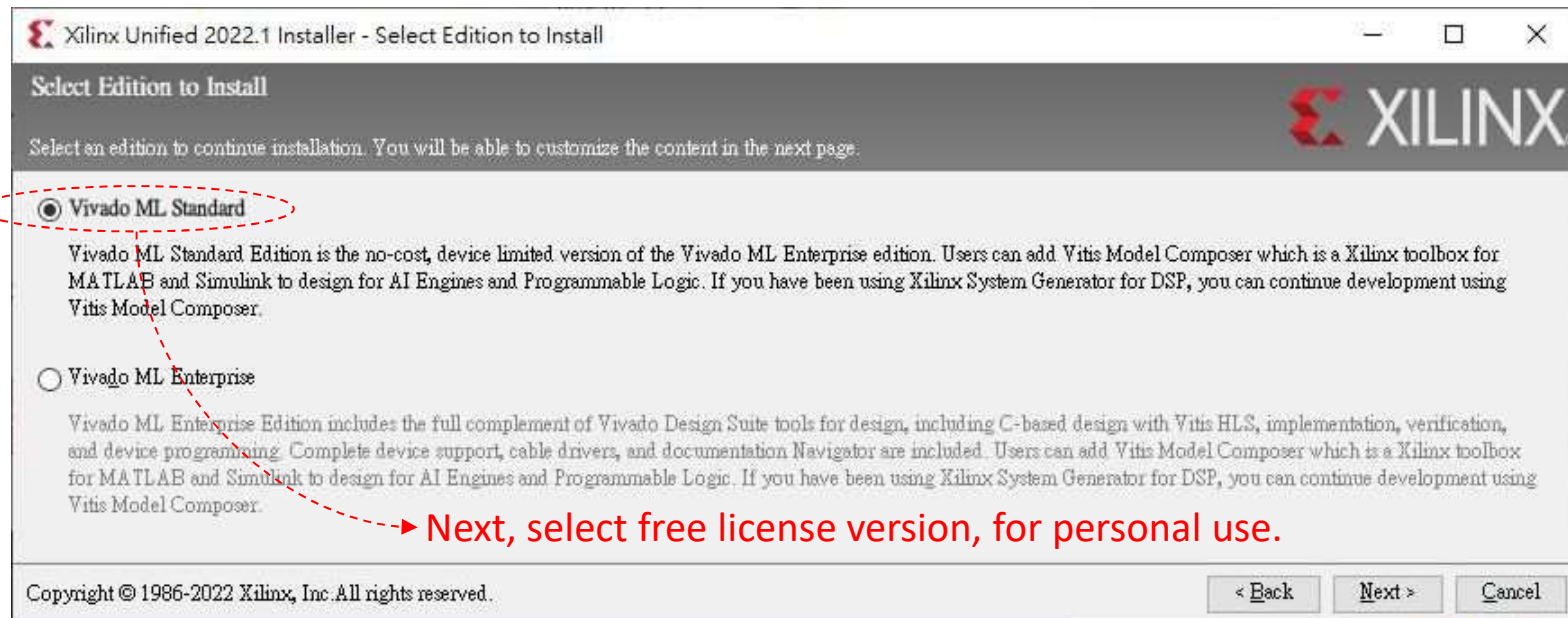 Xilinx Unified 2022.1 Installer - Select Edition to Install
Select Edition to Install
XILINX
Select an edition to continue installation. You will be able to customize the content in the next page.
Vivado ML Standard
Vivado ML Standard Edition is the no-cost, device limited version of the Vivado ML Enterprise edition. Users can add Vitis Model Composer which is a Xilinx toolbox for
MATLAB and Simulink to design for AI Engines and Programmable Logic. If you have been using Xilinx System Generator for DSP, you can continue development using
Vitis Model Composer.
Vivado ML Enterprise
Vivado ML Enterprise Edition includes the full complement of Vivado Design Suite tools for design, including C-based design with Vitis HLS, implementation, verification,
and device programming. Complete device support, cable drivers, and documentation Navigator are included. Users can add Vitis Model Composer which is a Xilinx toolbox
for MATLAB and Simulink to design for AI Engines and Programmable Logic. If you have been using Xilinx System Generator for DSP, you can continue development using
Vitis Model Composer.
Next, select free license version, for personal use.
Copyright © 1986-2022 Xilinx, Inc.All rights reserved.
< Back Next > Cancel